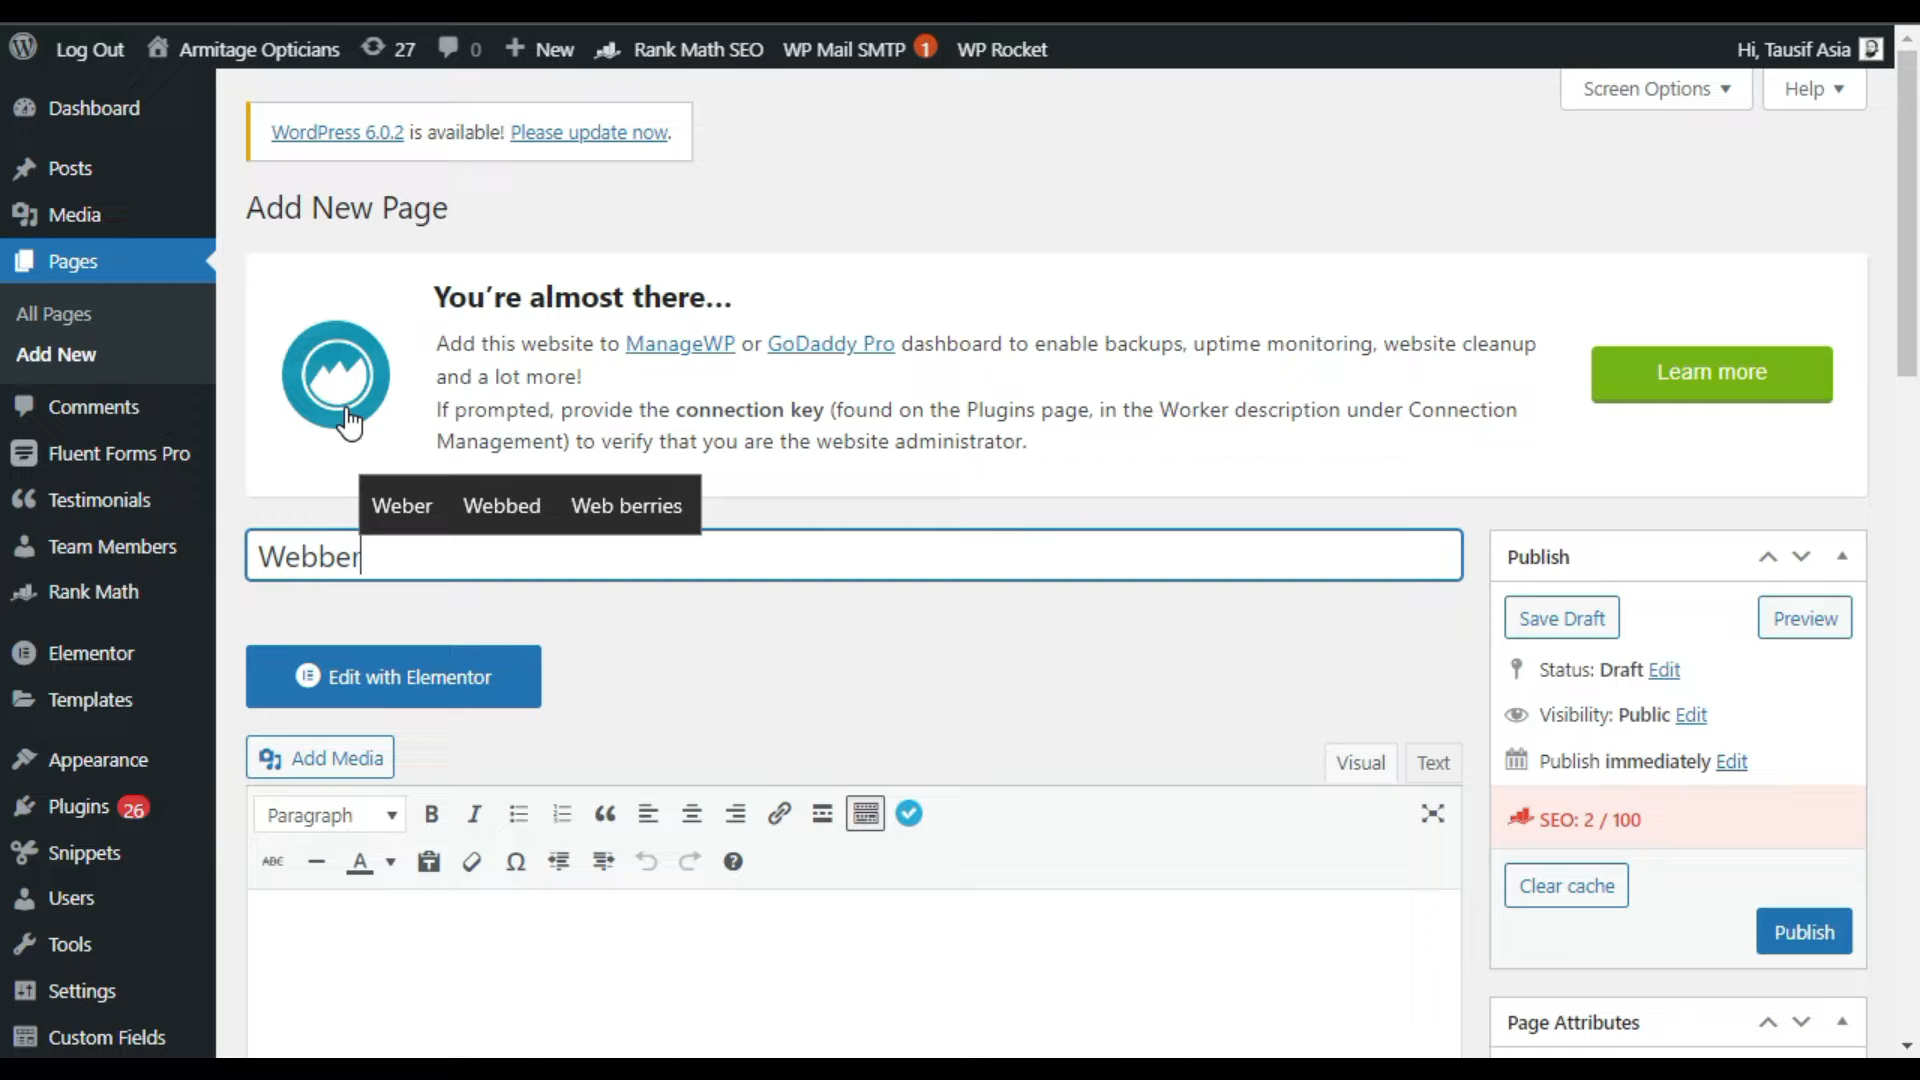 Log Out Armitage Opticians 27 0 New Rank Math SEO WP Mail SMTP 1 WP Rocket Hi, Tausif Asia
Screen Options Help
Dashboard
Posts
Media
Pages
All Pages
Add New
Comments
Fluent Forms Pro
Testimonials
Team Members
Rank Math
Elementor
Templates
Appearance
Plugins 26
Snippets
Users
Tools
Settings
Custom Fields
WordPress 6.0.2 is available! Please update now.
Add New Page
You're almost there...
Add this website to ManageWP or GoDaddy Pro dashboard to enable backups, uptime monitoring, website cleanup
and a lot more!
If prompted, provide the connection key (found on the Plugins page, in the Worker description under Connection
Management) to verify that you are the website administrator.
Learn more
Weber Webbed Web berries
Webber
Edit with Elementor
Add Media
Visual Text
Paragraph B I
ABC A Ω
Publish
Save Draft Preview
Status: Draft Edit
Visibility: Public Edit
Publish immediately Edit
SEO: 2 / 100
Clear cache
Publish
Page Attributes